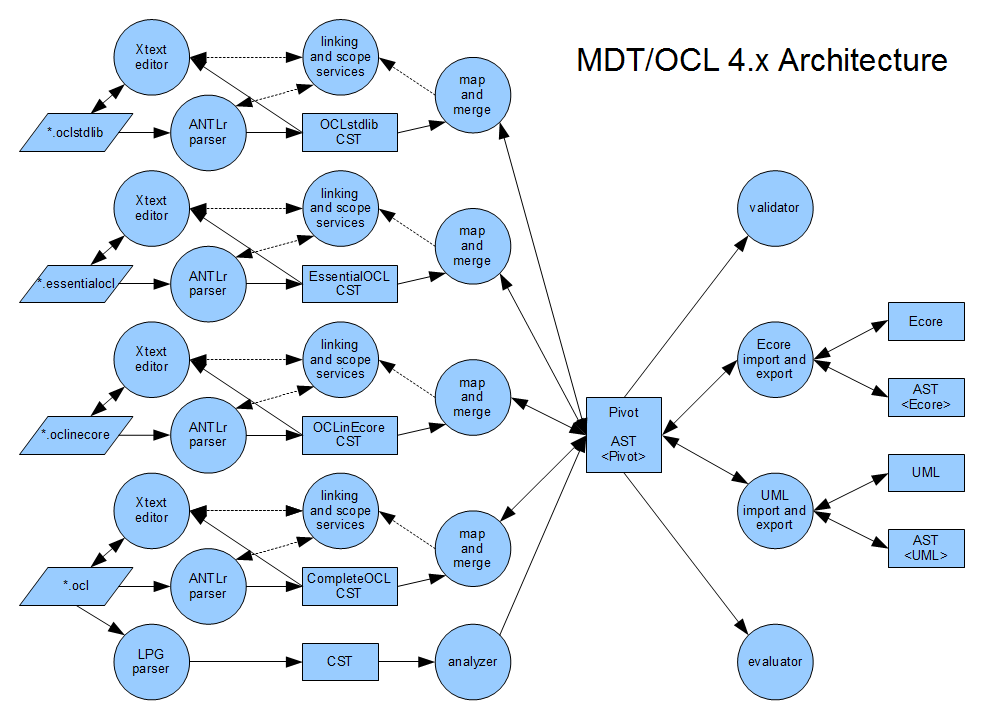 MDT/OCL 4.x Architecture
Xtext
editor
linking
and scope
services
map
and
merge
*.oclstdlib
ANTLr
parser
OCLstdlib
CST
Xtext
editor
linking
and scope
services
map
and
merge
*.essentialocl
ANTLr
parser
EssentialOCL
CST
Xtext
editor
linking
and scope
services
map
and
merge
*.oclinecore
ANTLr
parser
OCLinEcore
CST
Xtext
editor
linking
and scope
services
map
and
merge
*.ocl
ANTLr
parser
CompleteOCL
CST
LPG
parser
CST
analyzer
Pivot
AST
<Pivot>
validator
Ecore
import and
export
Ecore
AST
<Ecore>
UML
import and
export
UML
AST
<UML>
evaluator